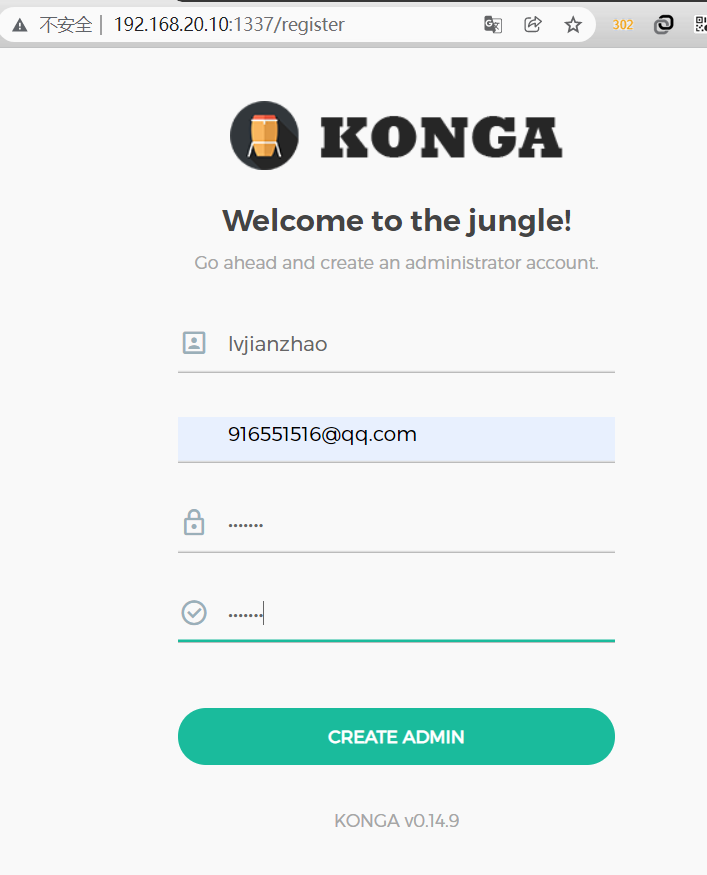 不安全 | 192.168.20.10:1337/register
302
KONGA
Welcome to the jungle!
Go ahead and create an administrator account.
lvjianzhao
916551516@qq.com
·······
·······
CREATE ADMIN
KONGA v0.14.9